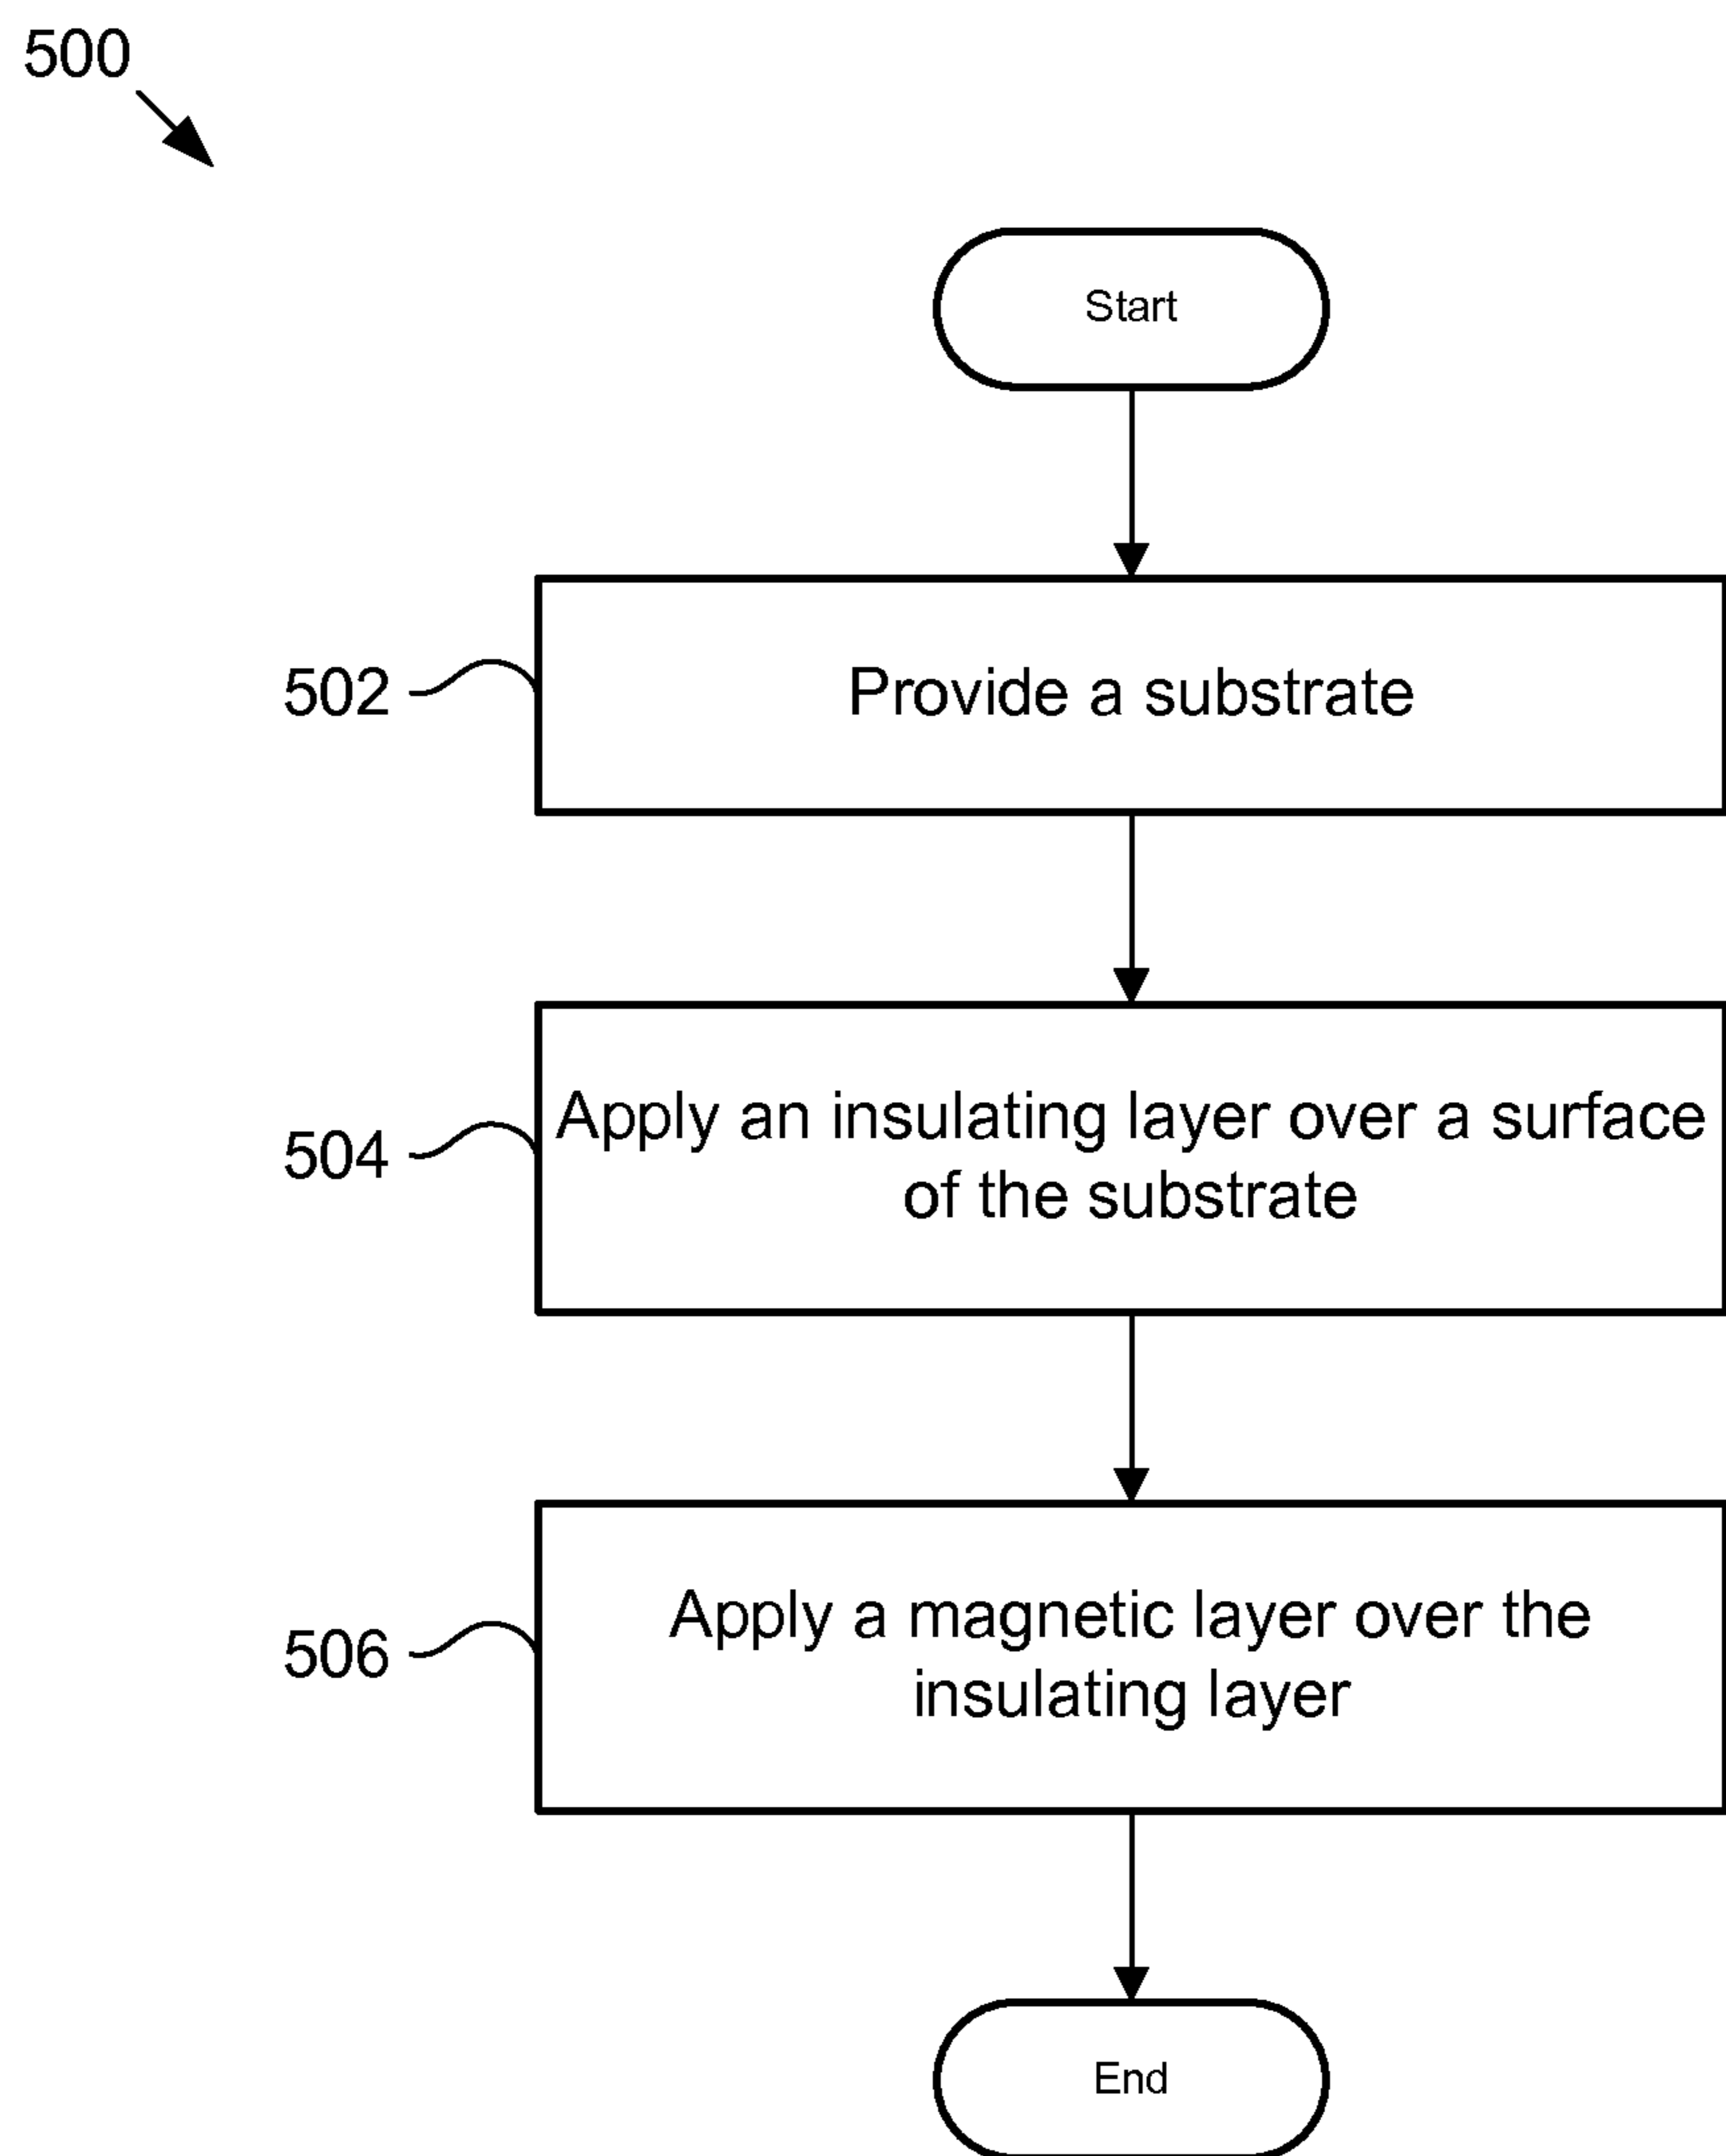 500
Start
502
Provide a substrate
504
Apply an insulating layer over a surface
of the substrate
506
Apply a magnetic layer over the
insulating layer
End